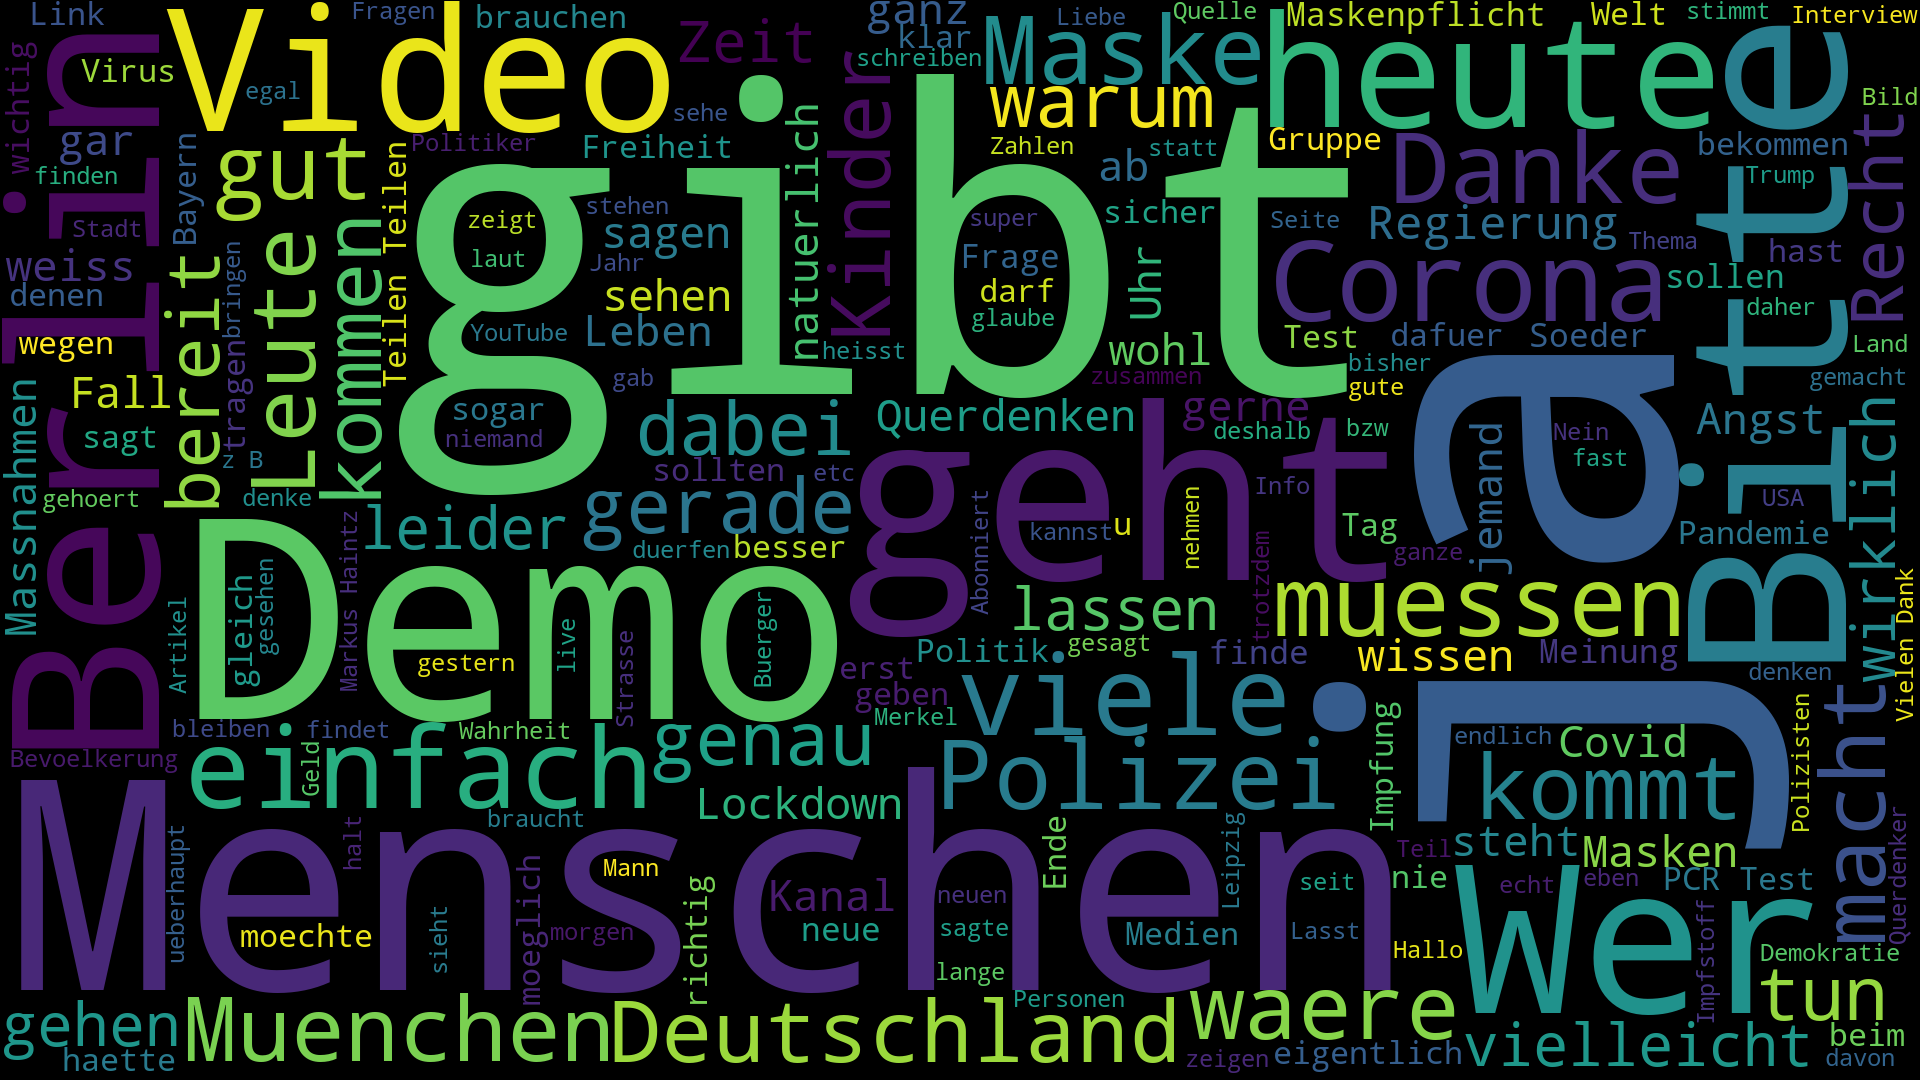 Link
Fragen
brauchen
ganz
Liebe
Quelle
Maskenpflicht
Welt
stimmt
Interview
Video
Zeit
klar
schreiben
Maske
heute
Bitte
wichtig
Virus
egal
sehe
Kinder
warum
Bild
gar
Bayern
Politiker
Freiheit
natuerlich
Zahlen
ab
statt
Gruppe
Danke
bekommen
Recht
finden
gut
Teilen Teilen
gibt
Trump
Berlin
Stadt
Leute
kommen
zeigt
stehen
sagen
super
sicher
Seite
Regierung
Thema
hast
weiss
bereit
tragen
bringen
laut
Jahr
Frage
Uhr
Corona
sollen
denen
sehen
darf
glaube
daher
wegen
YouTube
Leben
heisst
wohl
Test
dafuer
Soeder
Land
Massnahmen
Fall
gab
zusammen
bisher
gute
ja
gemacht
sagt
sogar
niemand
dabei
Querdenken
gerne
deshalb
bzw
jemand
Nein
fast
Angst
wirklich
z B
gehoert
denke
sollten
etc
geht
Info
USA
leider
gerade
Abonniert
kannst
u
nehmen
Tag
Pandemie
Markus Haintz
duerfen
besser
trotzdem
ganze
Demo
Artikel
gleich
gesehen
gestern
live
Strasse
Buerger
lassen
muessen
Vielen Dank
erst
Politik
gesagt
finde
wissen
Meinung
denken
geben
Merkel
viele
Impfung
Polizisten
macht
bleiben
findet
Wahrheit
genau
endlich
Covid
Bevoelkerung
einfach
Geld
Polizei
kommt
Lockdown
Menschen
ueberhaupt
halt
braucht
Ende
Leipzig
Teil
steht
Masken
Querdenker
Mann
Kanal
neuen
seit
nie
Wer
echt
eben
PCR Test
moechte
sieht
moeglich
morgen
richtig
neue
sagte
Medien
Lasst
Hallo
Impfstoff
Demokratie
lange
tun
gehen
Muenchen
Deutschland
Personen
waere
haette
zeigen
eigentlich
vielleicht
beim
davon